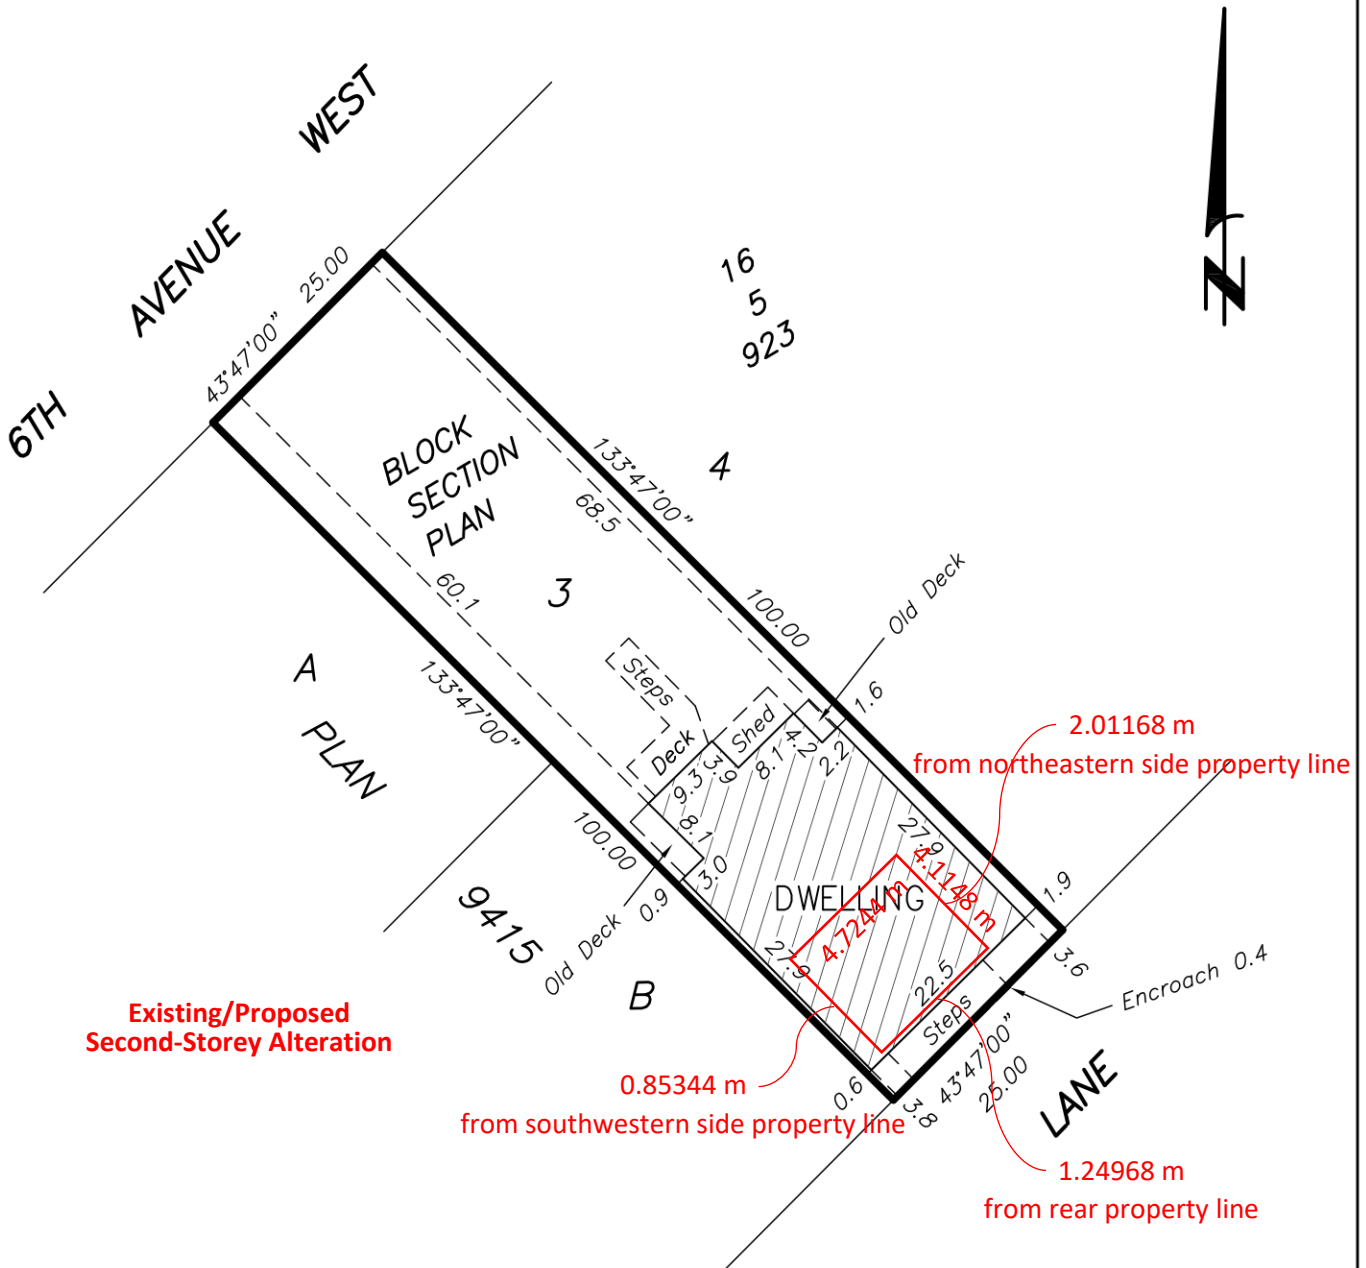 6TH AVENUE WEST
N
25.00
43°47'00"
16
5
923
BLOCK
SECTION
PLAN
133°47'00"
68.5
4
3
60.1
100.00
Old Deck
A
PLAN
133°47'00"
Steps
Deck
Shed
1.6
9.3
3.9
8.1
4.2
2.2
2.01168 m
from northeastern side property line
8.1
3.0
100.00
0.9
Old Deck
9415
B
27.9
4.1148 m
DWELLING
4.7244 m
27.9
22.5
Steps
1.9
3.6
Encroach 0.4
Existing/Proposed
Second-Storey Alteration
0.85344 m
from southwestern side property line
0.6
3.8
43°47'00"
25.00
LANE
1.24968 m
from rear property line